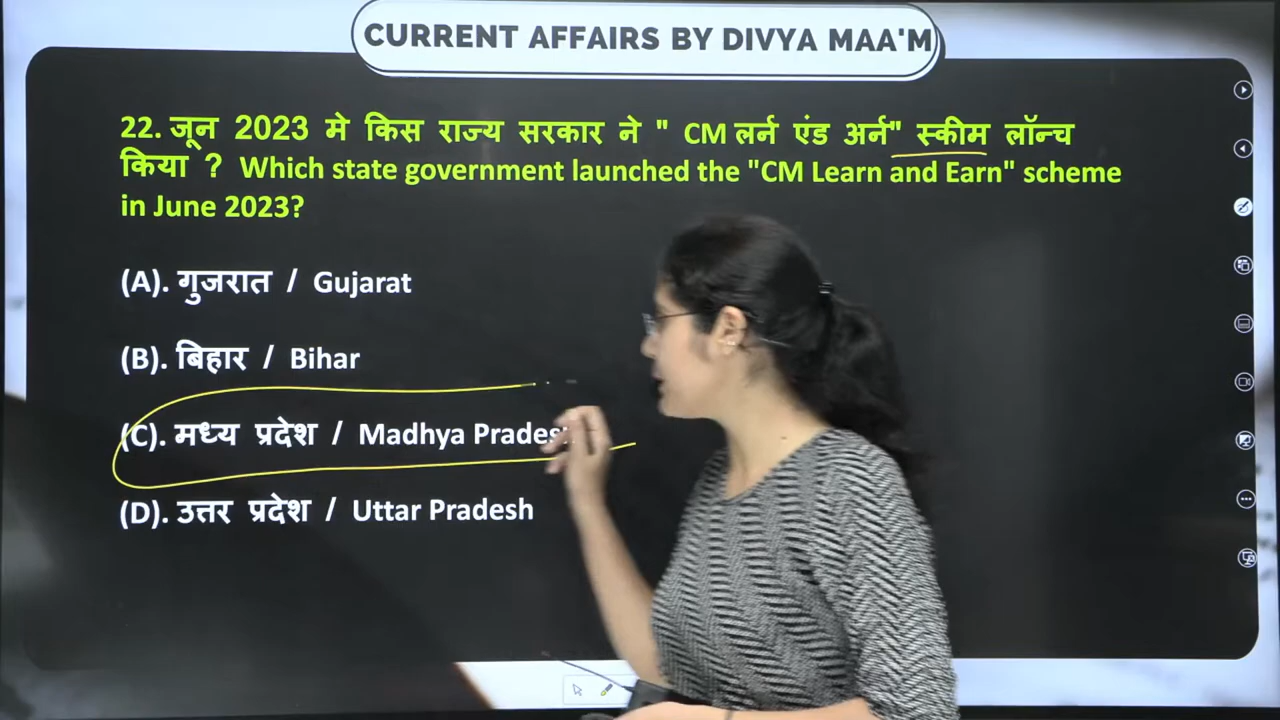 CURRENT AFFAIRS BY DIVYA MAA'M
22. जून 2023 मे किस राज्य सरकार ने " CM लर्न एंड अर्न" स्कीम लॉन्च
किया ? Which state government launched the "CM Learn and Earn" scheme
in June 2023?
(A). गुजरात / Gujarat
(B). बिहार / Bihar
(C). मध्य प्रदेश / Madhya
(D). उत्तर प्रदेश / Uttar Pradesh